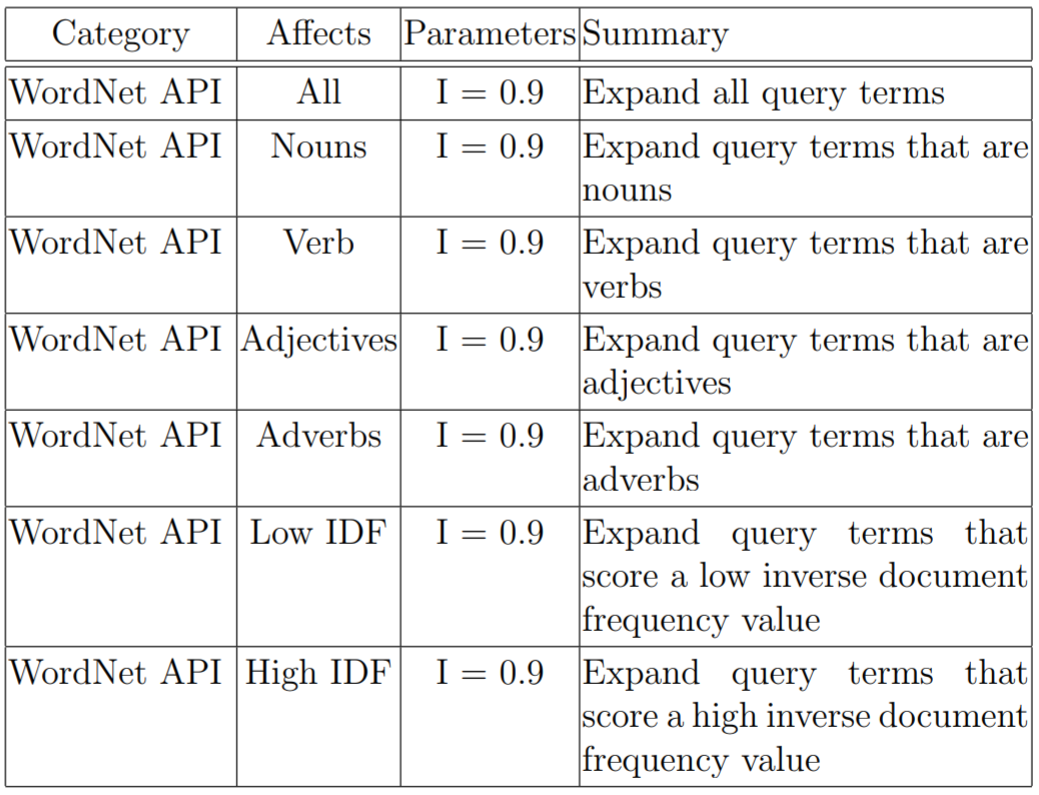 Category Affects Parameters Summary
WordNet API All I = 0.9 Expand all query terms
WordNet API Nouns I = 0.9 Expand query terms that are
nouns
WordNet API Verb I = 0.9 Expand query terms that are
verbs
WordNet API Adjectives I = 0.9 Expand query terms that are
adjectives
WordNet API Adverbs I = 0.9 Expand query terms that are
adverbs
WordNet API Low IDF I = 0.9 Expand query terms that
score a low inverse document
frequency value
WordNet API High IDF I = 0.9 Expand query terms that
score a high inverse document
frequency value